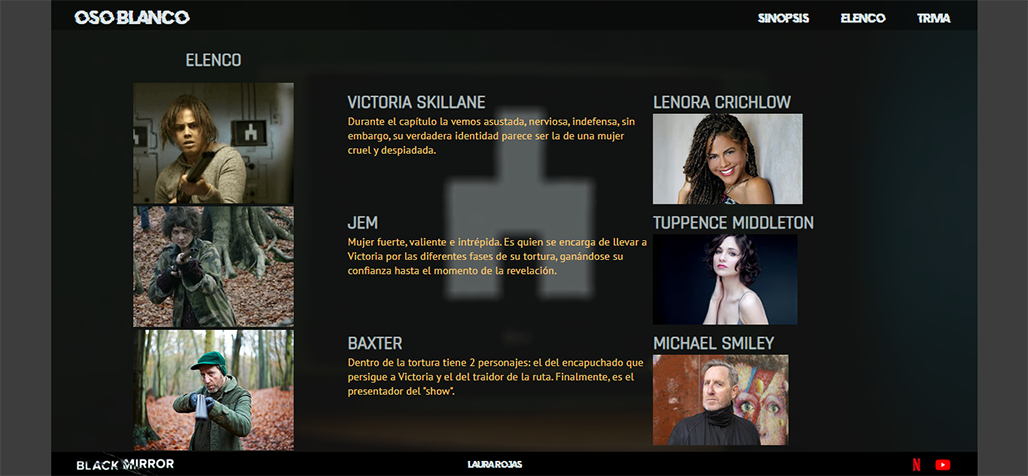 OSO BLANCO
SINOPSIS
ELENCO
TRIVIA
ELENCO
VICTORIA SKILLANE
Durante el capítulo la vemos asustada, nerviosa, indefensa, sin
embargo, su verdadera identidad parece ser la de una mujer
cruel y despiadada.
LENORA CRICHLOW
JEM
Mujer fuerte, valiente e intrépida. Es quien se encarga de llevar a
Victoria por las diferentes fases de su tortura, ganándose su
confianza hasta el momento de la revelación.
TUPPENCE MIDDLETON
BAXTER
Dentro de la tortura tiene 2 personajes: el del encapuchado que
persigue a Victoria y el del traidor de la ruta. Finalmente, es el
presentador del "show".
MICHAEL SMILEY
BLACK MIRROR
LAURA ROJAS
N